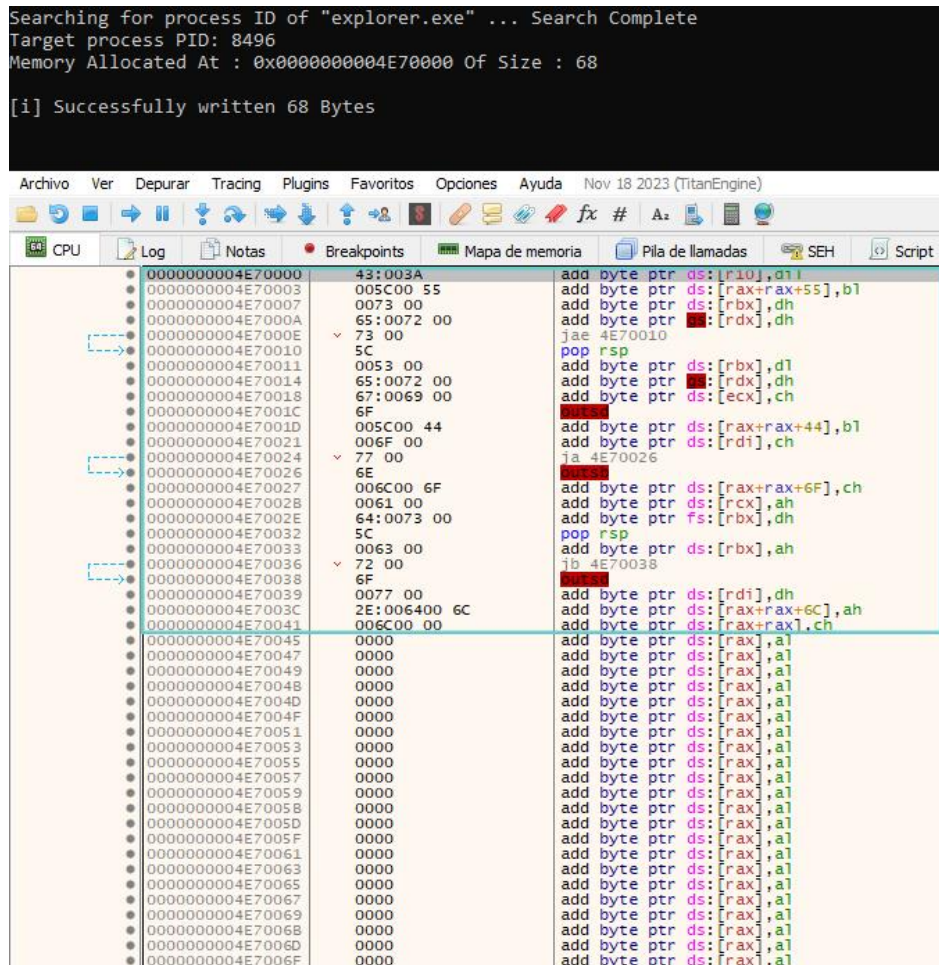 Searching for process ID of "explorer.exe" ... Search Complete
Target process PID: 8496
Memory Allocated At : 0x0000000004E70000 Of Size : 68
[i] Successfully written 68 Bytes
Archivo Ver Depurar Tracing Plugins Favoritos Opciones Ayuda Nov 18 2023 (TitanEngine)
fx # Az
64 CPU Log Notas Breakpoints Mapa de memoria Pila de llamadas SEH Script
0000000004E70000 43:003A add byte ptr ds:[r10],dil
0000000004E70003 005C00 55 add byte ptr ds:[rax+rax+55],bl
0000000004E70007 0073 00 add byte ptr ds:[rbx],dh
0000000004E7000A 65:0072 00 add byte ptr gs:[rdx],dh
0000000004E7000E 73 00 jae 4E70010
0000000004E70010 5C pop rsp
0000000004E70011 0053 00 add byte ptr ds:[rbx],dl
0000000004E70014 65:0072 00 add byte ptr gs:[rdx],dh
0000000004E70018 67:0069 00 add byte ptr ds:[ecx],ch
0000000004E7001C 6F outsd
0000000004E7001D 005C00 44 add byte ptr ds:[rax+rax+44],bl
0000000004E70021 006F 00 add byte ptr ds:[rdi],ch
0000000004E70024 77 00 ja 4E70026
0000000004E70026 6E outsb
0000000004E70027 006C00 6F add byte ptr ds:[rax+rax+6F],ch
0000000004E7002B 0061 00 add byte ptr ds:[rcx],ah
0000000004E7002E 64:0073 00 add byte ptr fs:[rbx],dh
0000000004E70032 5C pop rsp
0000000004E70033 0063 00 add byte ptr ds:[rbx],ah
0000000004E70036 72 00 jb 4E70038
0000000004E70038 6F outsd
0000000004E70039 0077 00 add byte ptr ds:[rdi],dh
0000000004E7003C 2E:006400 6C add byte ptr ds:[rax+rax+6C],ah
0000000004E70041 006C00 00 add byte ptr ds:[rax+rax],ch
0000000004E70045 0000 add byte ptr ds:[rax],al
0000000004E70047 0000 add byte ptr ds:[rax],al
0000000004E70049 0000 add byte ptr ds:[rax],al
0000000004E7004B 0000 add byte ptr ds:[rax],al
0000000004E7004D 0000 add byte ptr ds:[rax],al
0000000004E7004F 0000 add byte ptr ds:[rax],al
0000000004E70051 0000 add byte ptr ds:[rax],al
0000000004E70053 0000 add byte ptr ds:[rax],al
0000000004E70055 0000 add byte ptr ds:[rax],al
0000000004E70057 0000 add byte ptr ds:[rax],al
0000000004E70059 0000 add byte ptr ds:[rax],al
0000000004E7005B 0000 add byte ptr ds:[rax],al
0000000004E7005D 0000 add byte ptr ds:[rax],al
0000000004E7005F 0000 add byte ptr ds:[rax],al
0000000004E70061 0000 add byte ptr ds:[rax],al
0000000004E70063 0000 add byte ptr ds:[rax],al
0000000004E70065 0000 add byte ptr ds:[rax],al
0000000004E70067 0000 add byte ptr ds:[rax],al
0000000004E70069 0000 add byte ptr ds:[rax],al
0000000004E7006B 0000 add byte ptr ds:[rax],al
0000000004E7006D 0000 add byte ptr ds:[rax],al
0000000004E7006F 0000 add byte ptr ds:[rax],al